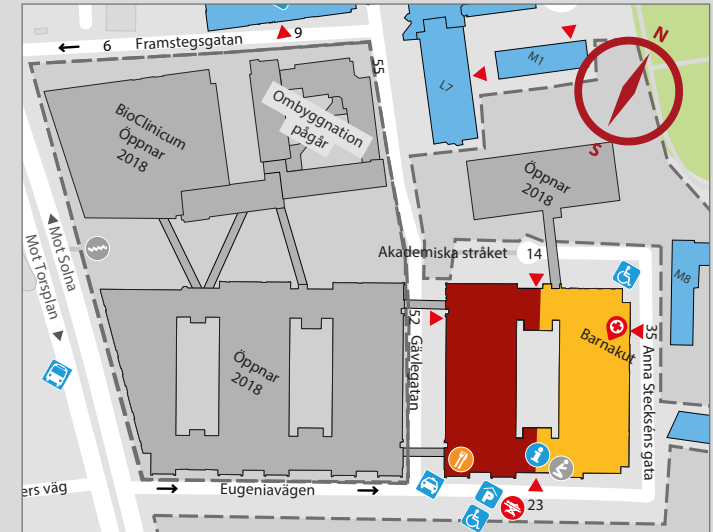 6
Framstegsgatan
9
55
N
S
L7
M1
BioClinicum
Öppnar
2018
Ombyggnation
pågår
Öppnar
2018
Akademiska stråket
14
Mot Solna
Mot Torsplan
M8
52 Gävlegatan
Barnakut
35 Anna Steckséns gata
Öppnar
2018
i
P
23
ers väg
Eugeniavägen